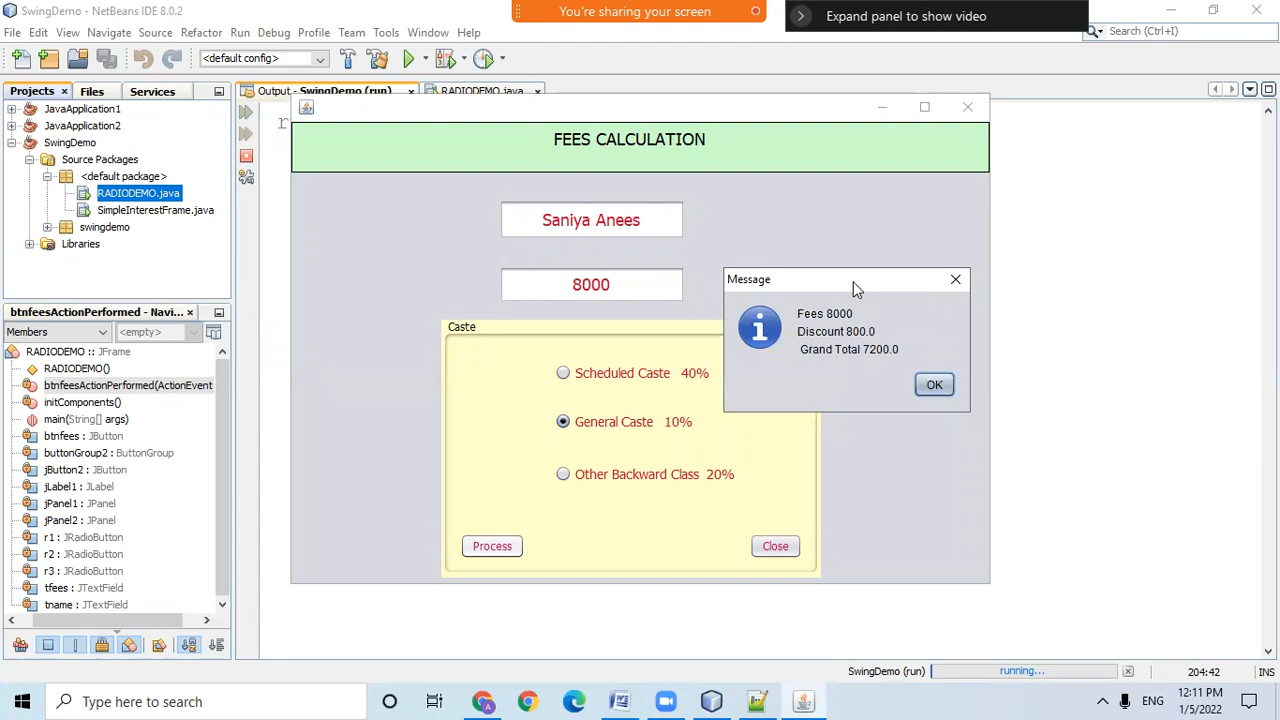 SwingDemo - NetBeans IDE 8.0.2
You're sharing your screen
Expand panel to show video
File Edit View Navigate Source Refactor Run Debug Profile Team Tools Window Help
Search (Ctrl+I)
<default config>
Projects Files Services
Output - SwingDemo (run) RADIODEMO.java
JavaApplication1
JavaApplication2
SwingDemo
Source Packages
<default package>
RADIODEMO.java
SimpleInterestFrame.java
swingdemo
Libraries
r
FEES CALCULATION
Saniya Anees
8000
Caste
Scheduled Caste 40%
General Caste 10%
Other Backward Class 20%
Process
Close
Message
Fees 8000
Discount 800.0
Grand Total 7200.0
OK
btnfeesActionPerformed - Navi...
Members <empty>
RADIODEMO :: JFrame
RADIODEMO()
btnfeesActionPerformed(ActionEvent
initComponents()
main(String[] args)
btnfees : JButton
buttonGroup2 : ButtonGroup
jButton2 : JButton
jLabel1 : JLabel
jPanel1 : JPanel
jPanel2 : JPanel
r1 : JRadioButton
r2 : JRadioButton
r3 : JRadioButton
tfees : JTextField
tname : JTextField
SwingDemo (run) running... 204:42 INS
Type here to search
ENG
12:11 PM
1/5/2022